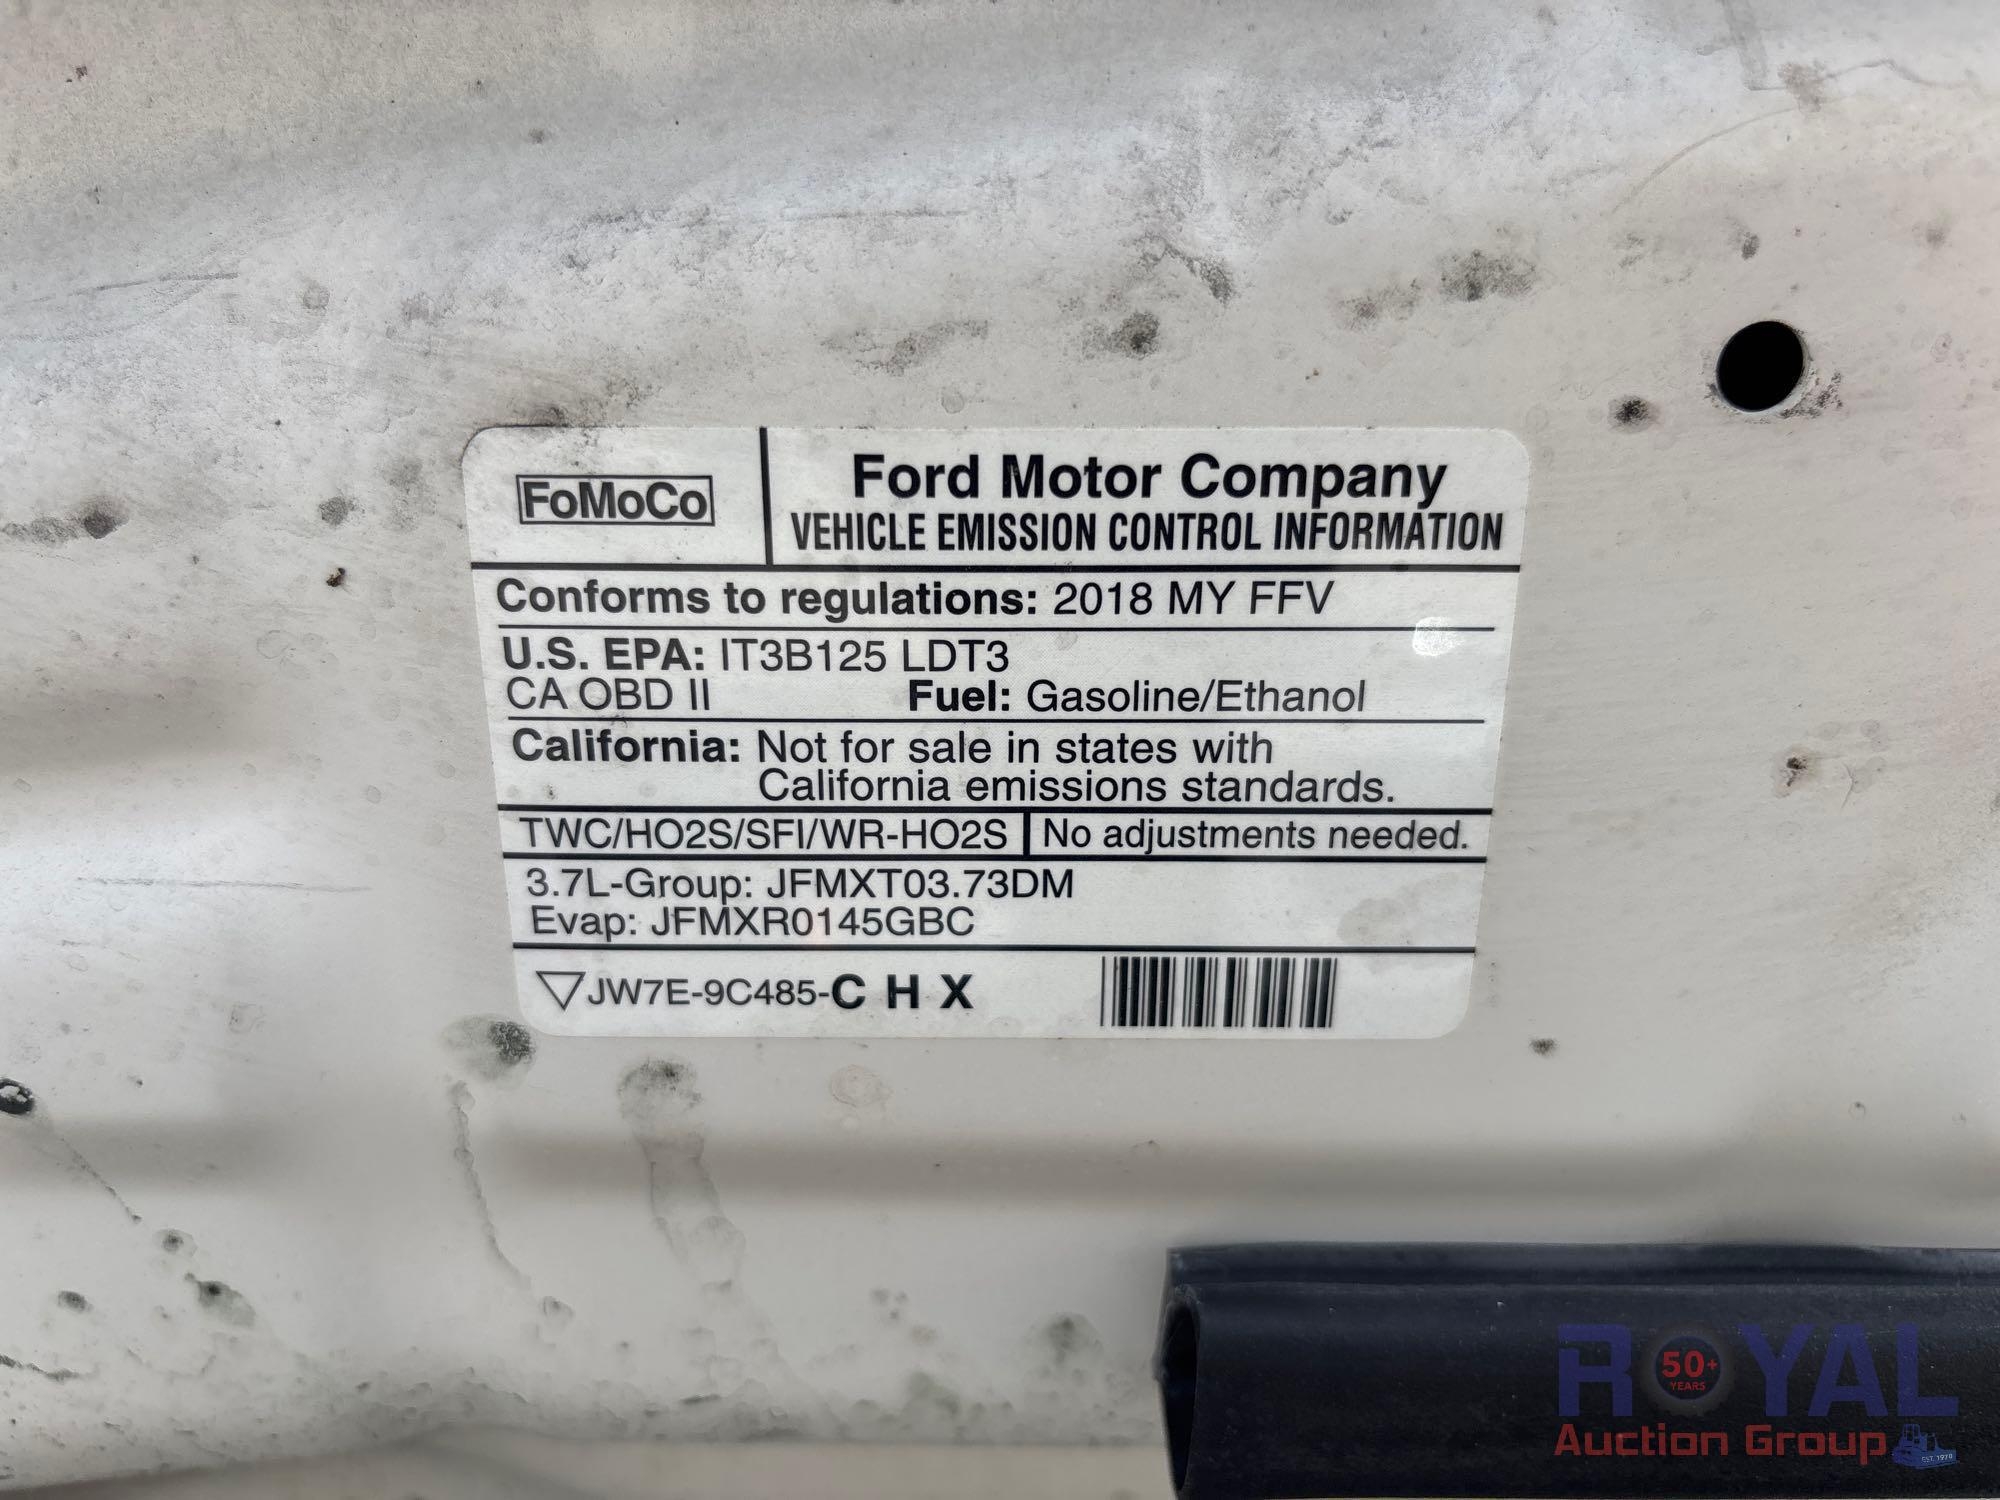 FoMoCo
Ford Motor Company
VEHICLE EMISSION CONTROL INFORMATION
Conforms to regulations: 2018 MY FFV
U.S. EPA: IT3B125 LDT3
CA OBD II Fuel: Gasoline/Ethanol
California: Not for sale in states with
California emissions standards.
TWC/HO2S/SFI/WR-HO2S No adjustments needed.
3.7L-Group: JFMXT03.73DM
Evap: JFMXR0145GBC
JW7E-9C485-C H X
ROYAL
50+
YEARS
Auction Group
EST. 1970